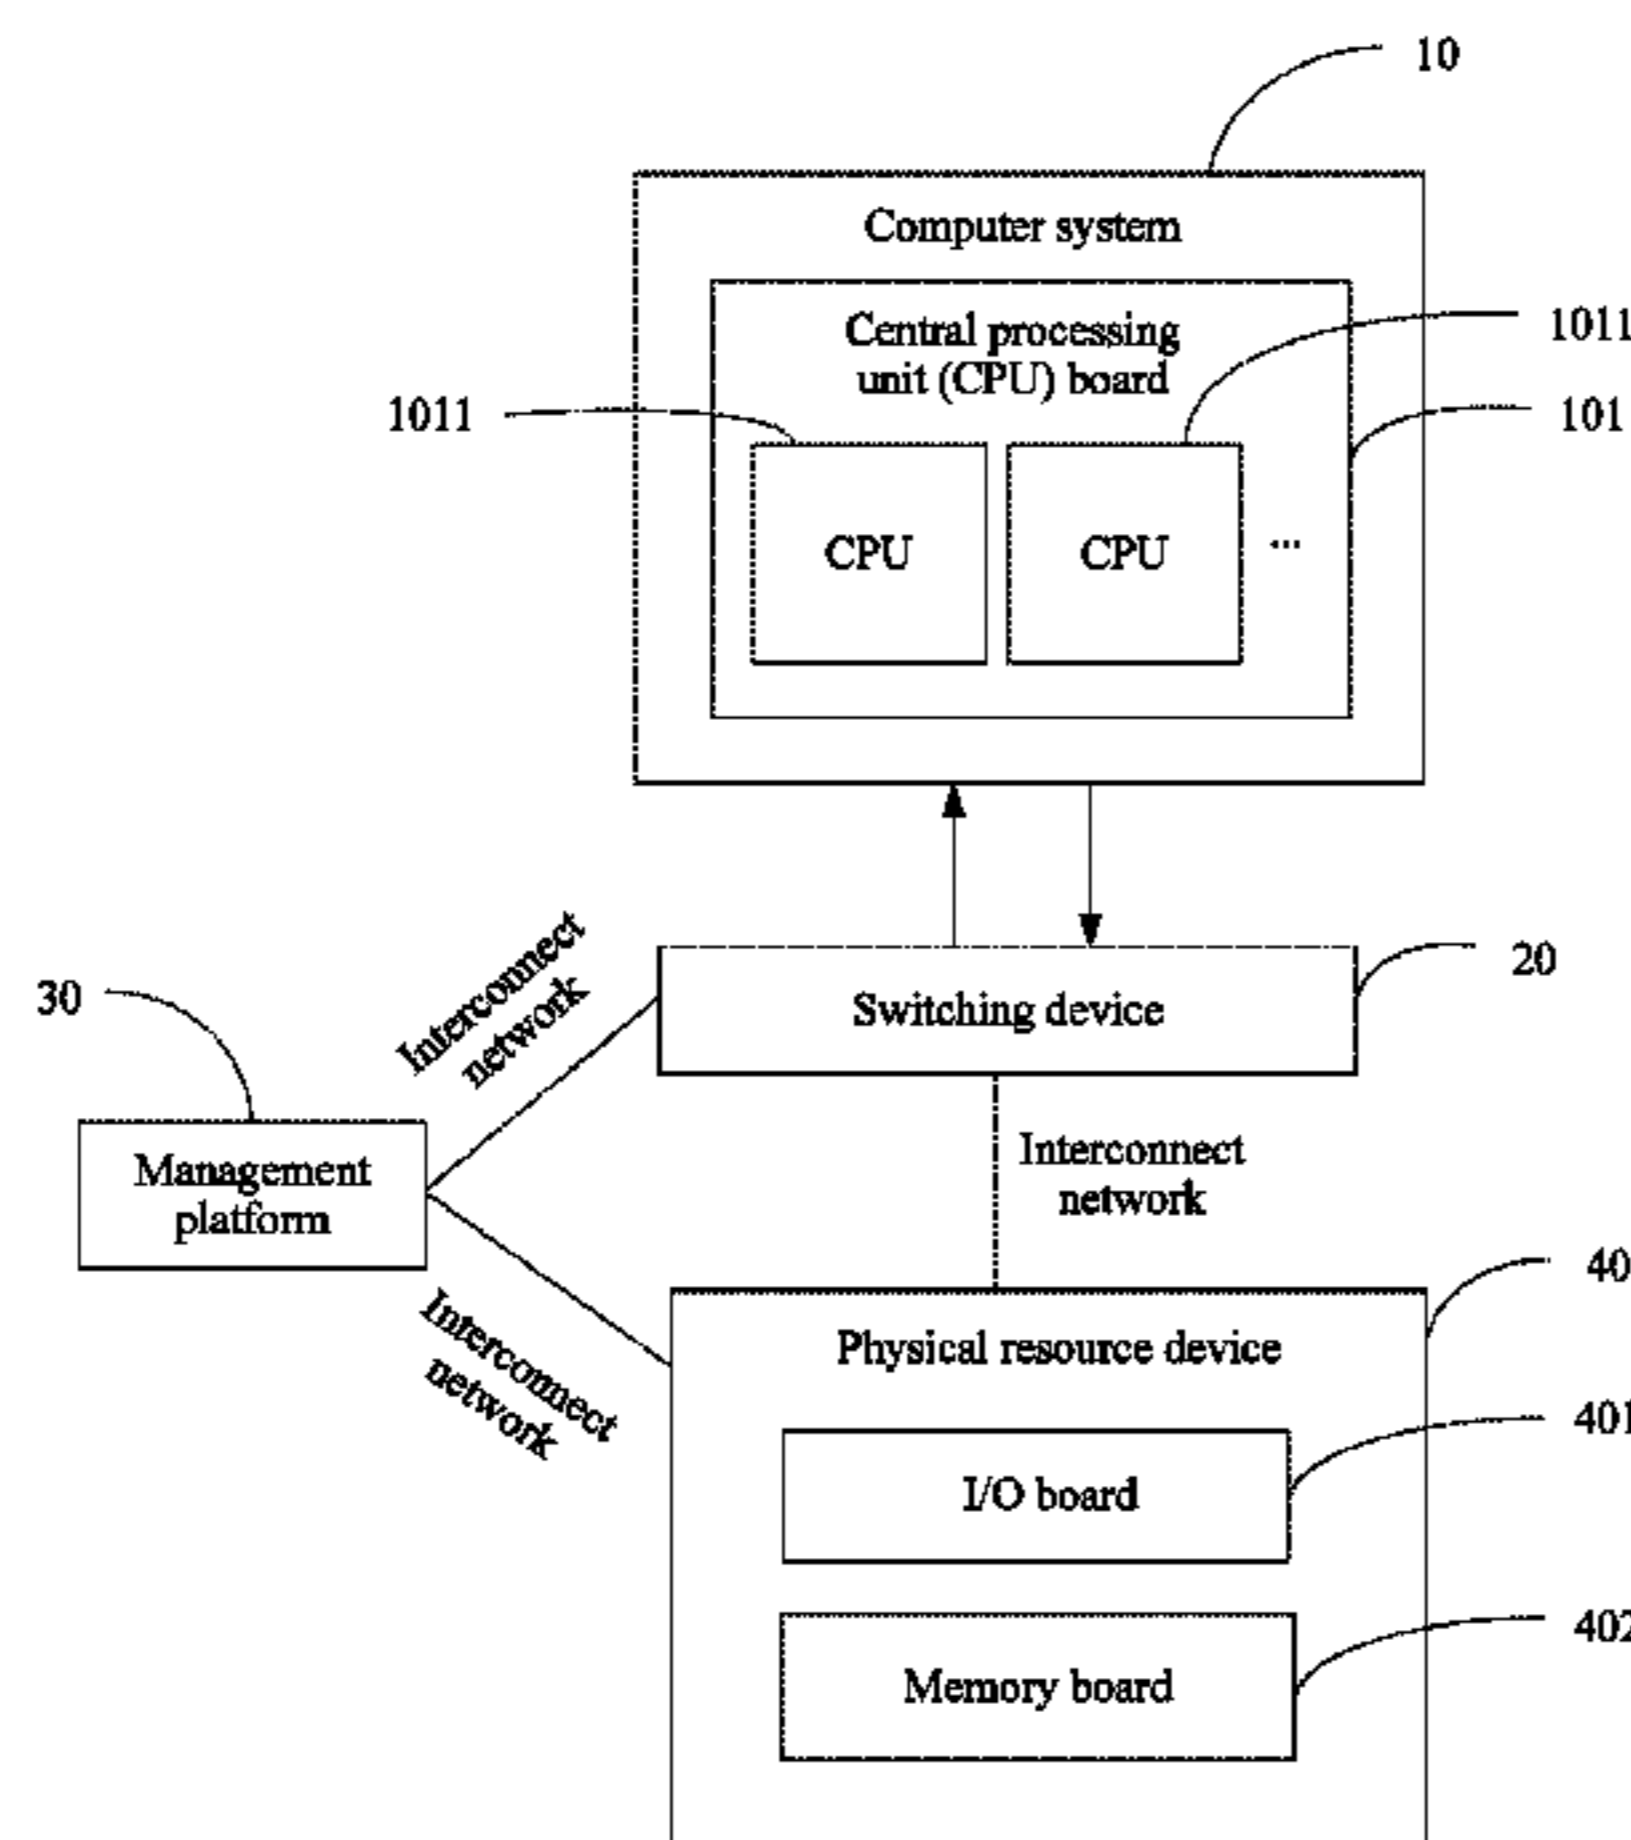 10
Computer system
Central processing
unit (CPU) board
1011
1011
101
CPU
CPU
...
Interconnect
network
20
Switching device
30
Management
platform
Interconnect
network
40
Physical resource device
Interconnect
network
401
I/O board
402
Memory board